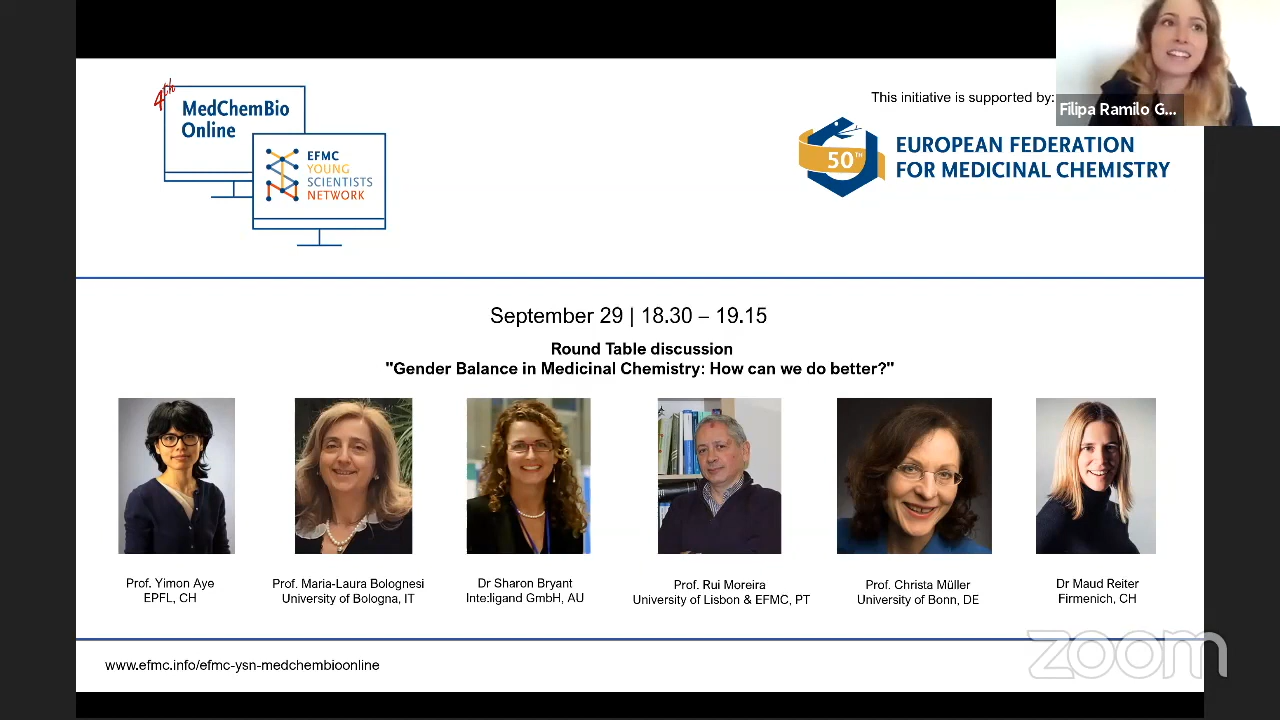 4th
MedChemBio
Online
EFMC
YOUNG
SCIENTISTS
NETWORK
This initiative is supported by:
Filipa Ramilo G...
50TH
EUROPEAN FEDERATION
FOR MEDICINAL CHEMISTRY
September 29 | 18.30 – 19.15
Round Table discussion
"Gender Balance in Medicinal Chemistry: How can we do better?"
Prof. Yimon Aye
EPFL, CH
Prof. Maria-Laura Bolognesi
University of Bologna, IT
Dr Sharon Bryant
Inte:ligand GmbH, AU
Prof. Rui Moreira
University of Lisbon & EFMC, PT
Prof. Christa Müller
University of Bonn, DE
Dr Maud Reiter
Firmenich, CH
www.efmc.info/efmc-ysn-medchembioonline
zoom